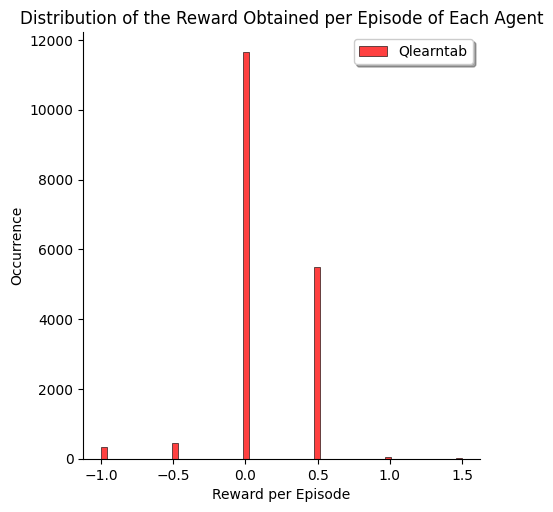 Distribution of the Reward Obtained per Episode of Each Agent
Qlearntab
12000
10000
8000
6000
4000
2000
0
Occurrence
−1.0 −0.5 0.0 0.5 1.0 1.5
Reward per Episode